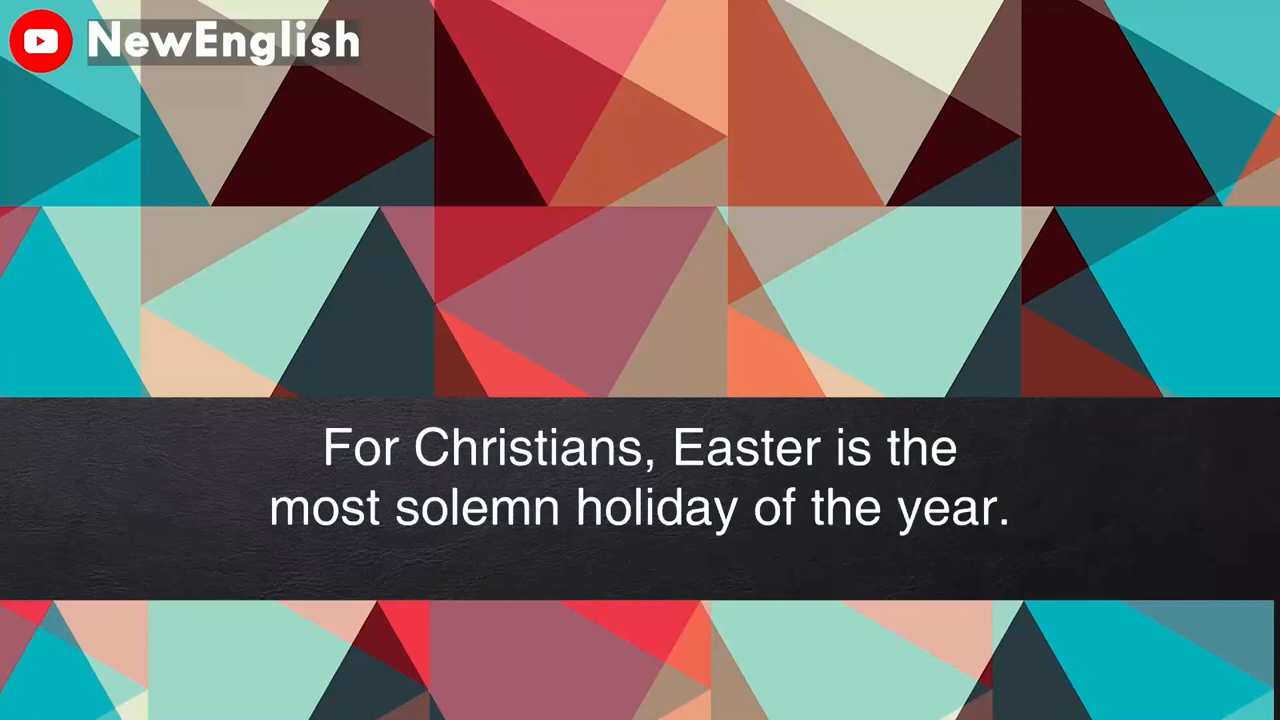 NewEnglish
For Christians, Easter is the
most solemn holiday of the year.